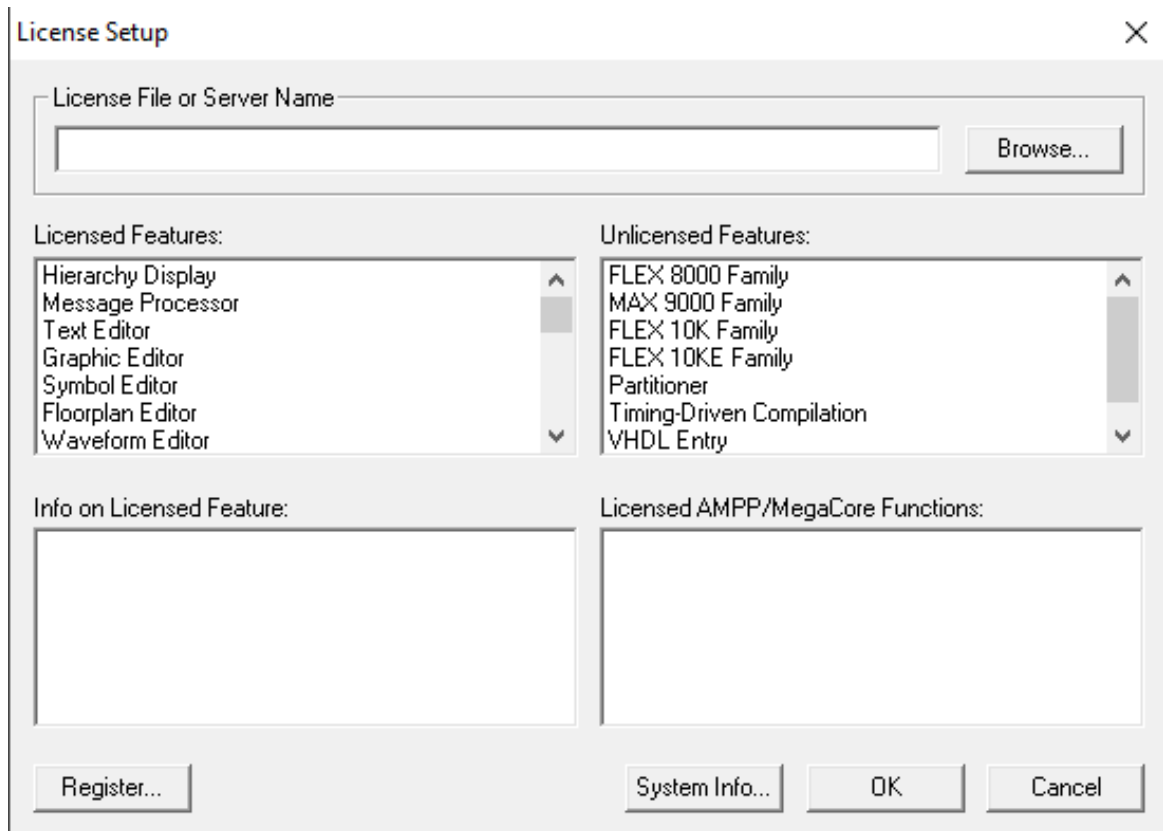 License Setup
License File or Server Name
Browse...
Licensed Features:
Hierarchy Display
Message Processor
Text Editor
Graphic Editor
Symbol Editor
Floorplan Editor
Waveform Editor
Unlicensed Features:
FLEX 8000 Family
MAX 9000 Family
FLEX 10K Family
FLEX 10KE Family
Partitioner
Timing-Driven Compilation
VHDL Entry
Info on Licensed Feature:
Licensed AMPP/MegaCore Functions:
Register...
System Info...
OK
Cancel